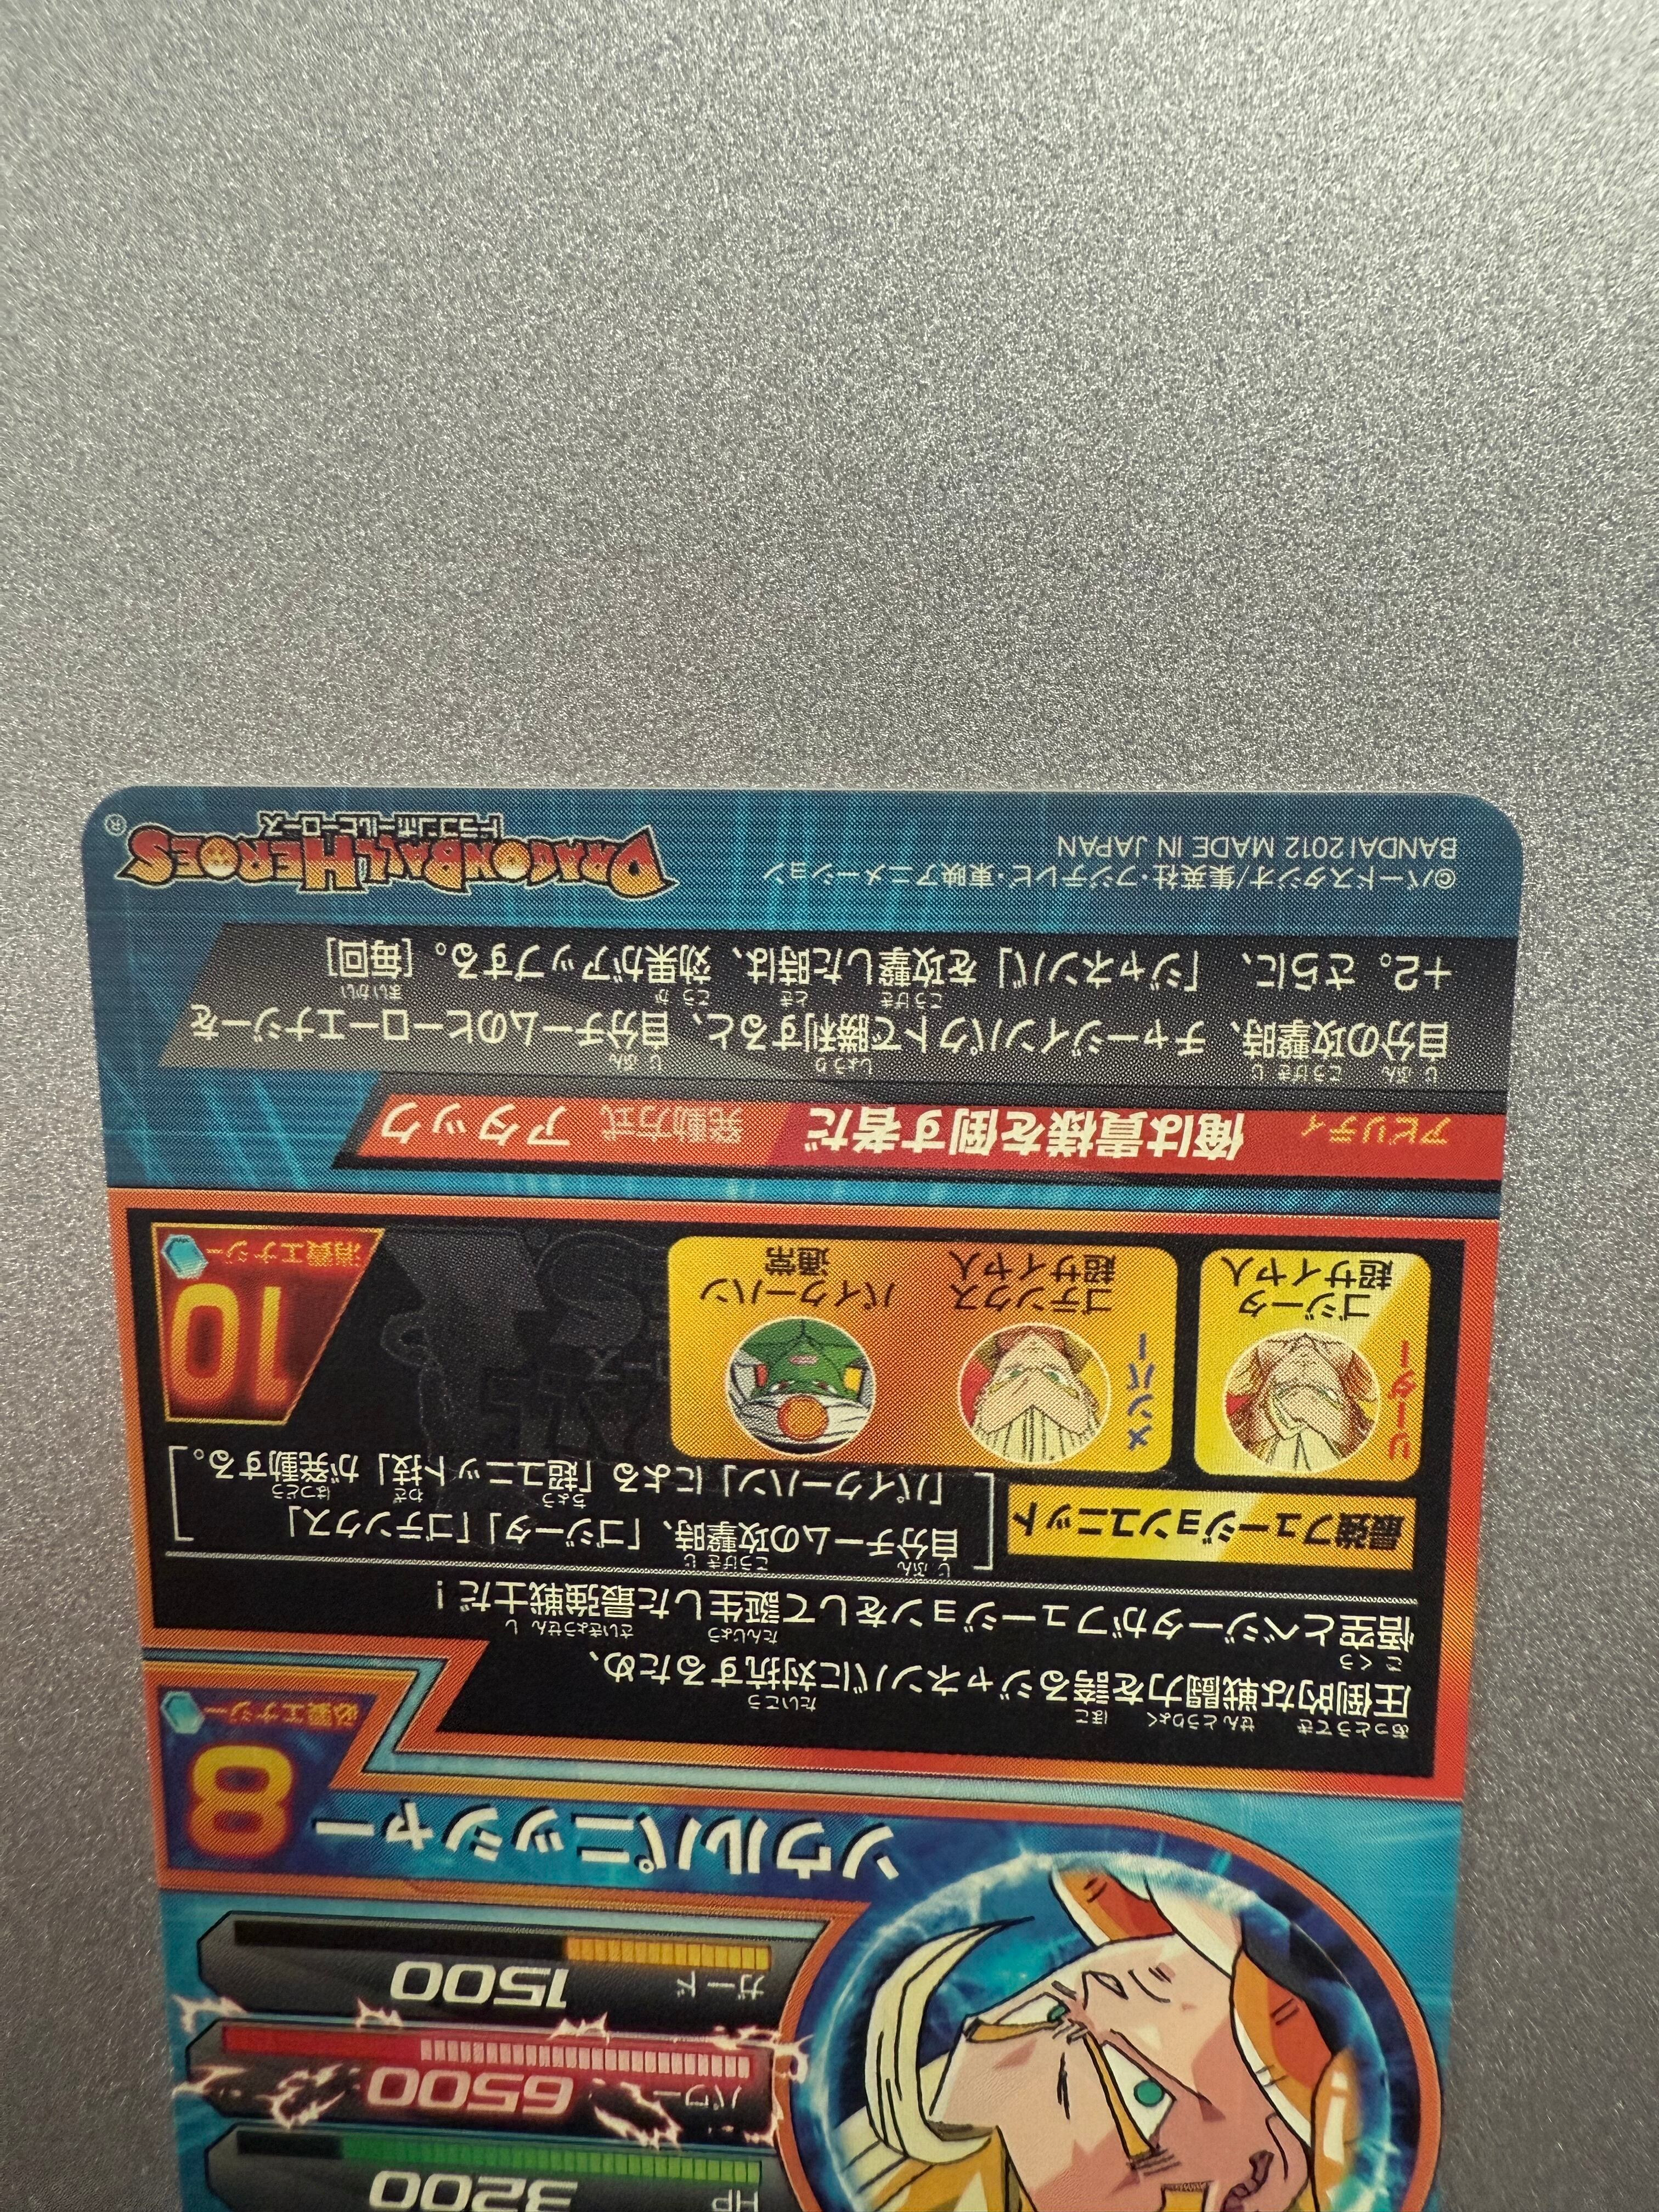 HP
3200
パワー
6500
ガード
1500
ソウルパニッシャー
8
必要エナジー
圧倒的な戦闘力を誇るジャネンバに対抗するため、
悟空とベジータがフュージョンをして誕生した最強戦士だ！
最強フュージョンユニット
自分チームの攻撃時、「ゴジータ」「ゴテンクス」
「パイクーハン」による「超ユニット技」が発動する。
リーダー
ゴジータ
超サイヤ人
メンバー
ゴテンクス
超サイヤ人
パイクーハン
通常
10
消費エナジー
アビリティ
俺は貴様を倒す者だ
発動方式
アタック
自分の攻撃時、チャージインパクトで勝利すると、自分チームのヒーローエナジーを
+2。さらに、「ジャネンバ」を攻撃した時は、効果がアップする。[毎回]
©バードスタジオ/集英社・フジテレビ・東映アニメーション
BANDAI 2012 MADE IN JAPAN
DRAGONBALL HEROES
ドラゴンボールヒーローズ
®